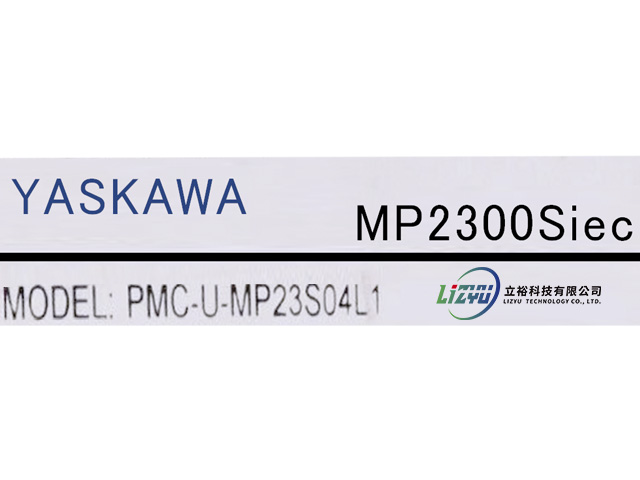 YASKAWA
MP2300Siec
MODEL: PMC-U-MP23S04L1
LIZYU 立裕科技有限公司
LIZYU TECHNOLOGY CO., LTD.